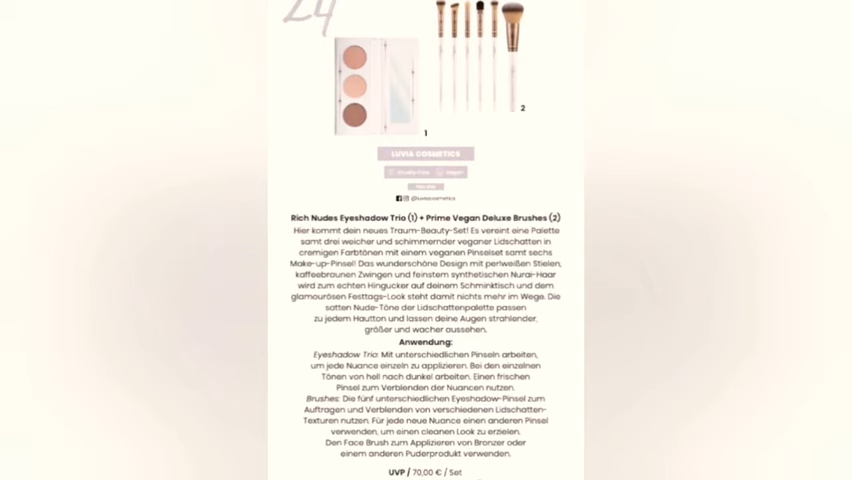 24
2
1
LUVIA COSMETICS
Cruelty-Free Vegan
@luviacosmetics
Rich Nudes Eyeshadow Trio (1) + Prime Vegan Deluxe Brushes (2)
Hier kommt dein neues Traum-Beauty-Set! Es vereint eine Palette
samt drei weicher und schimmernder veganer Lidschatten in
cremigen Farbtönen mit einem veganen Pinselset samt sechs
Make-up-Pinsel! Das wunderschöne Design mit perlweißen Stielen,
kaffeebraunen Zwingen und feinstem synthetischen Nurai-Haar
wird zum echten Hingucker auf deinem Schminktisch und dem
glamourösen Festtags-Look steht damit nichts mehr im Wege. Die
satten Nude-Töne der Lidschattenpalette passen
zu jedem Hautton und lassen deine Augen strahlender,
größer und wacher aussehen.
Anwendung:
Eyeshadow Trio: Mit unterschiedlichen Pinseln arbeiten,
um jede Nuance einzeln zu applizieren. Bei den einzelnen
Tönen von hell nach dunkel arbeiten. Einen frischen
Pinsel zum Verblenden der Nuancen nutzen.
Brushes: Die fünf unterschiedlichen Eyeshadow-Pinsel zum
Auftragen und Verblenden von verschiedenen Lidschatten-
Texturen nutzen. Für jede neue Nuance einen anderen Pinsel
verwenden, um einen cleanen Look zu erzielen.
Den Face Brush zum Applizieren von Bronzer oder
einem anderen Puderprodukt verwenden.
UVP / 70,00 € / Set